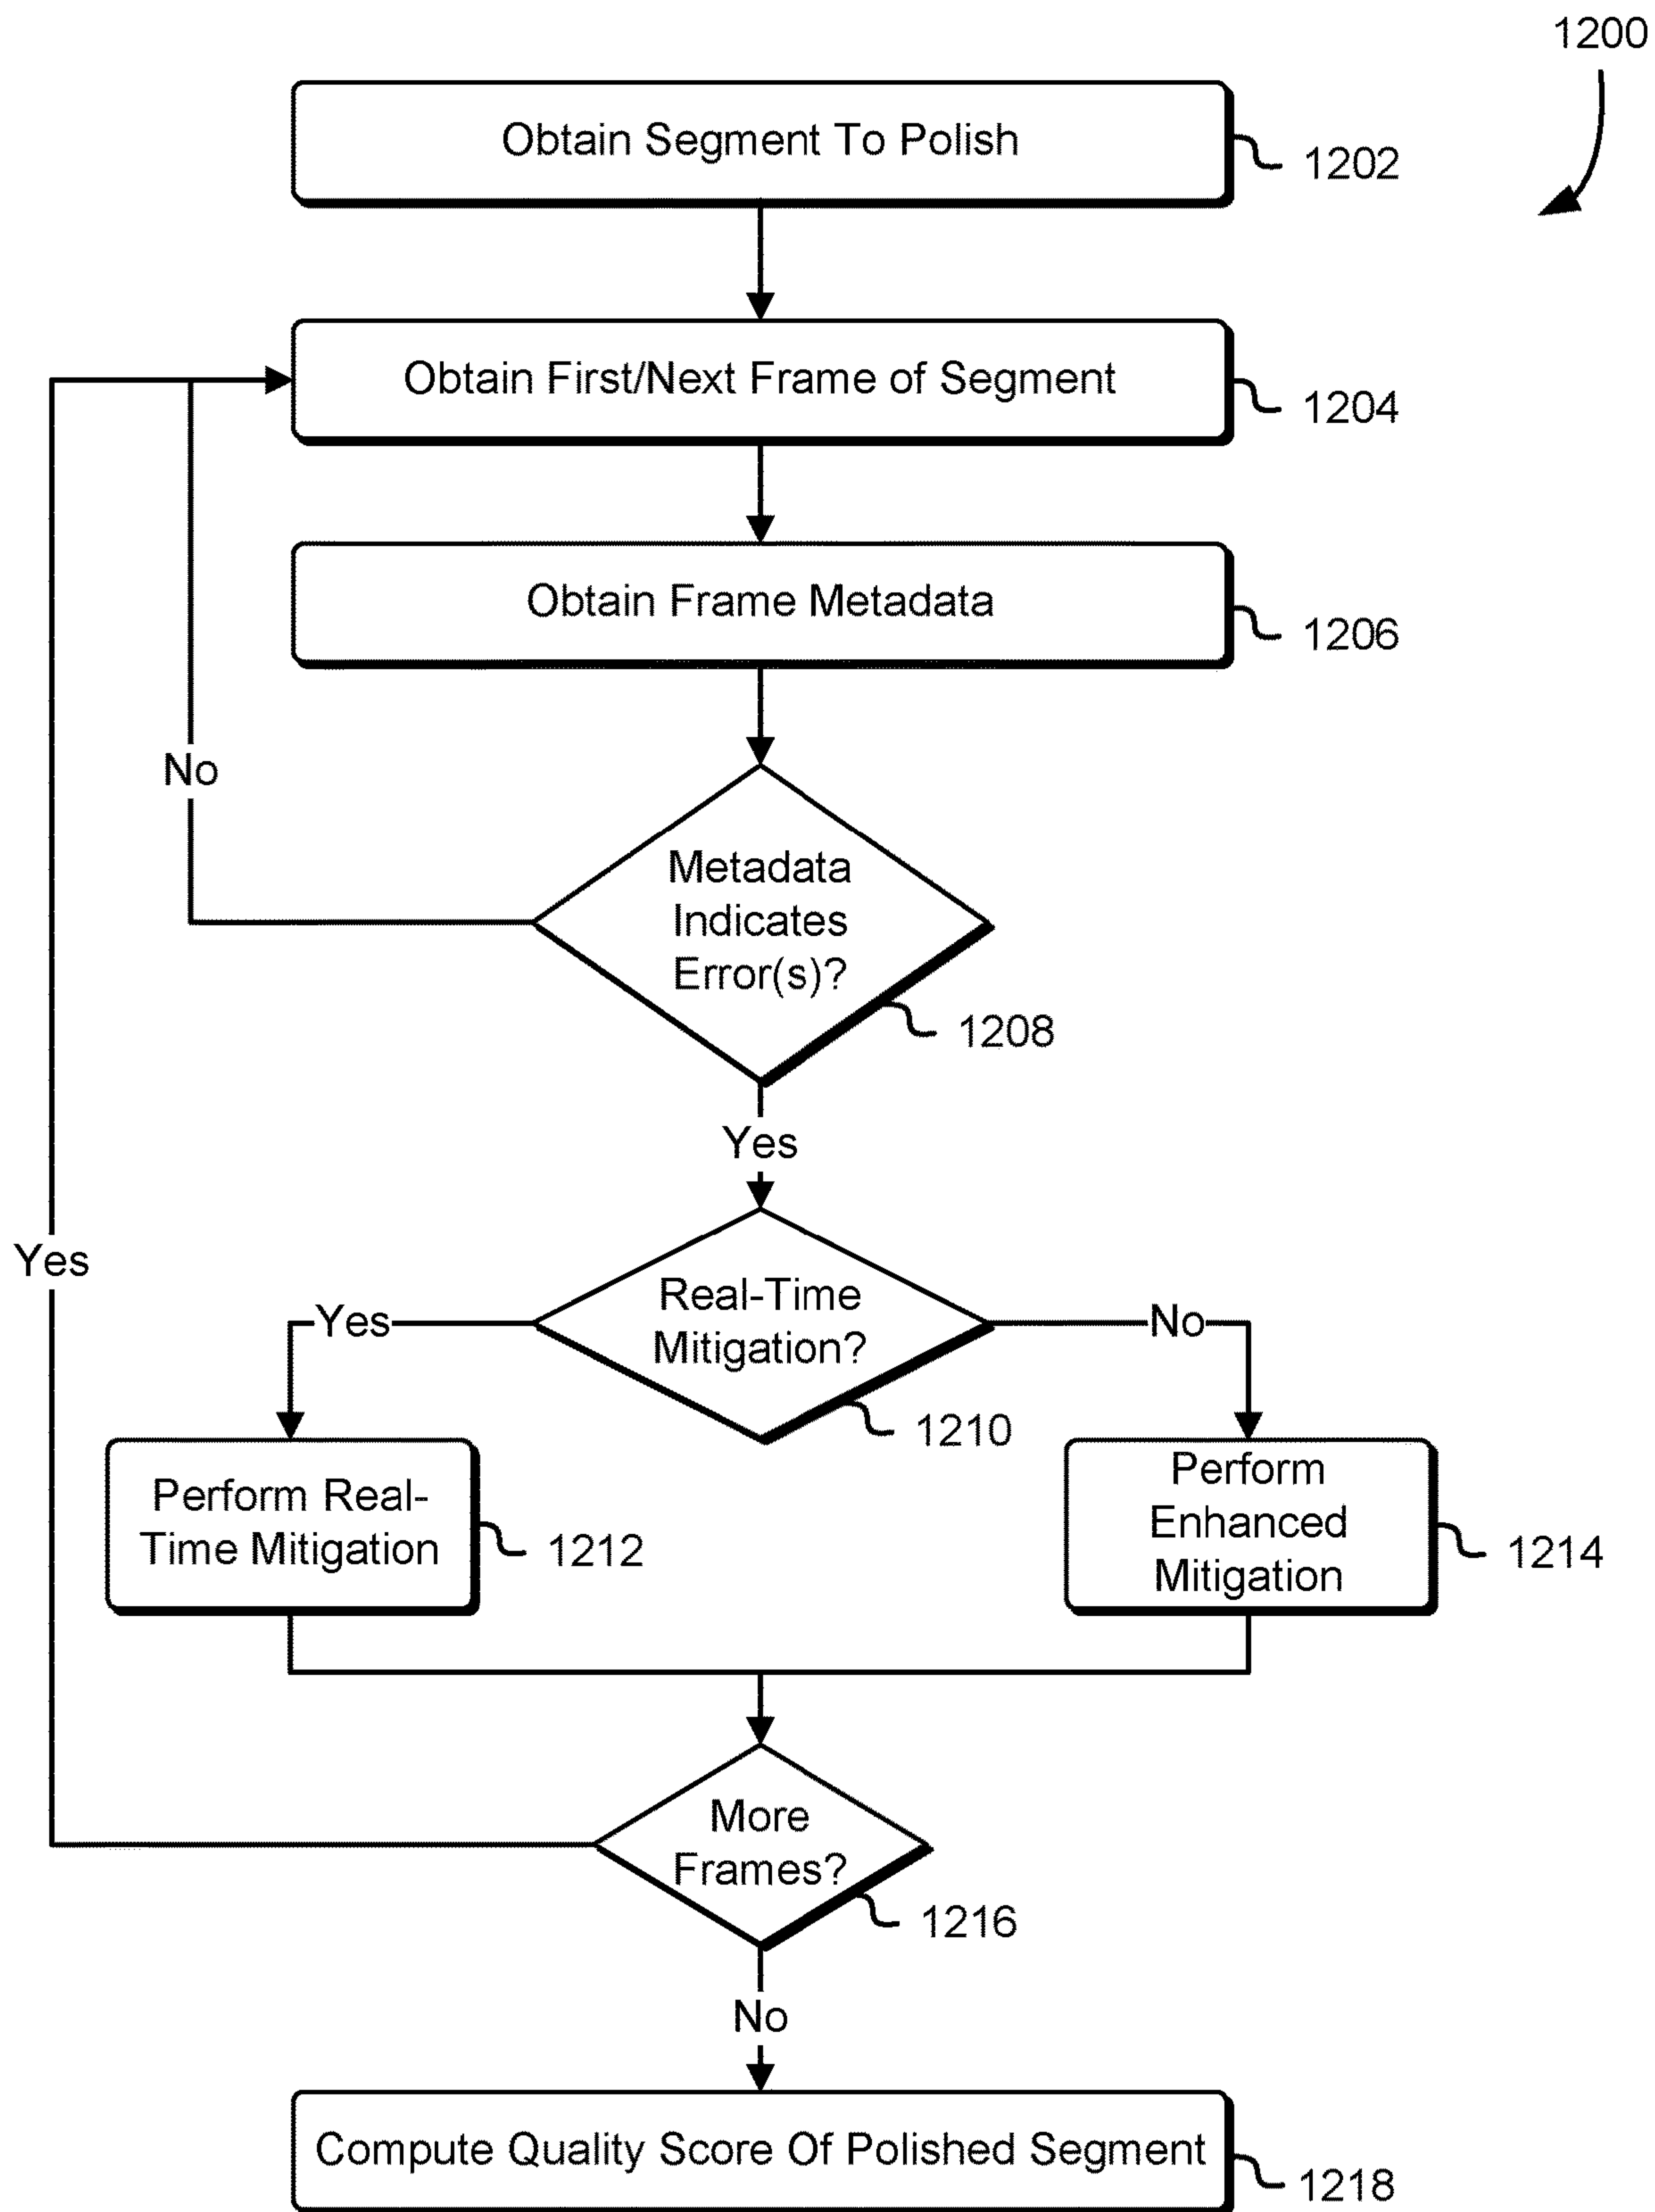 1200
Obtain Segment To Polish
1202
Obtain First/Next Frame of Segment
1204
Obtain Frame Metadata
1206
No
Metadata
Indicates
Error(s)?
1208
Yes
Yes
Real-Time
Mitigation?
Yes
No
1210
Perform Real-
Time Mitigation
1212
Perform
Enhanced
Mitigation
1214
More
Frames?
1216
No
Compute Quality Score Of Polished Segment
1218